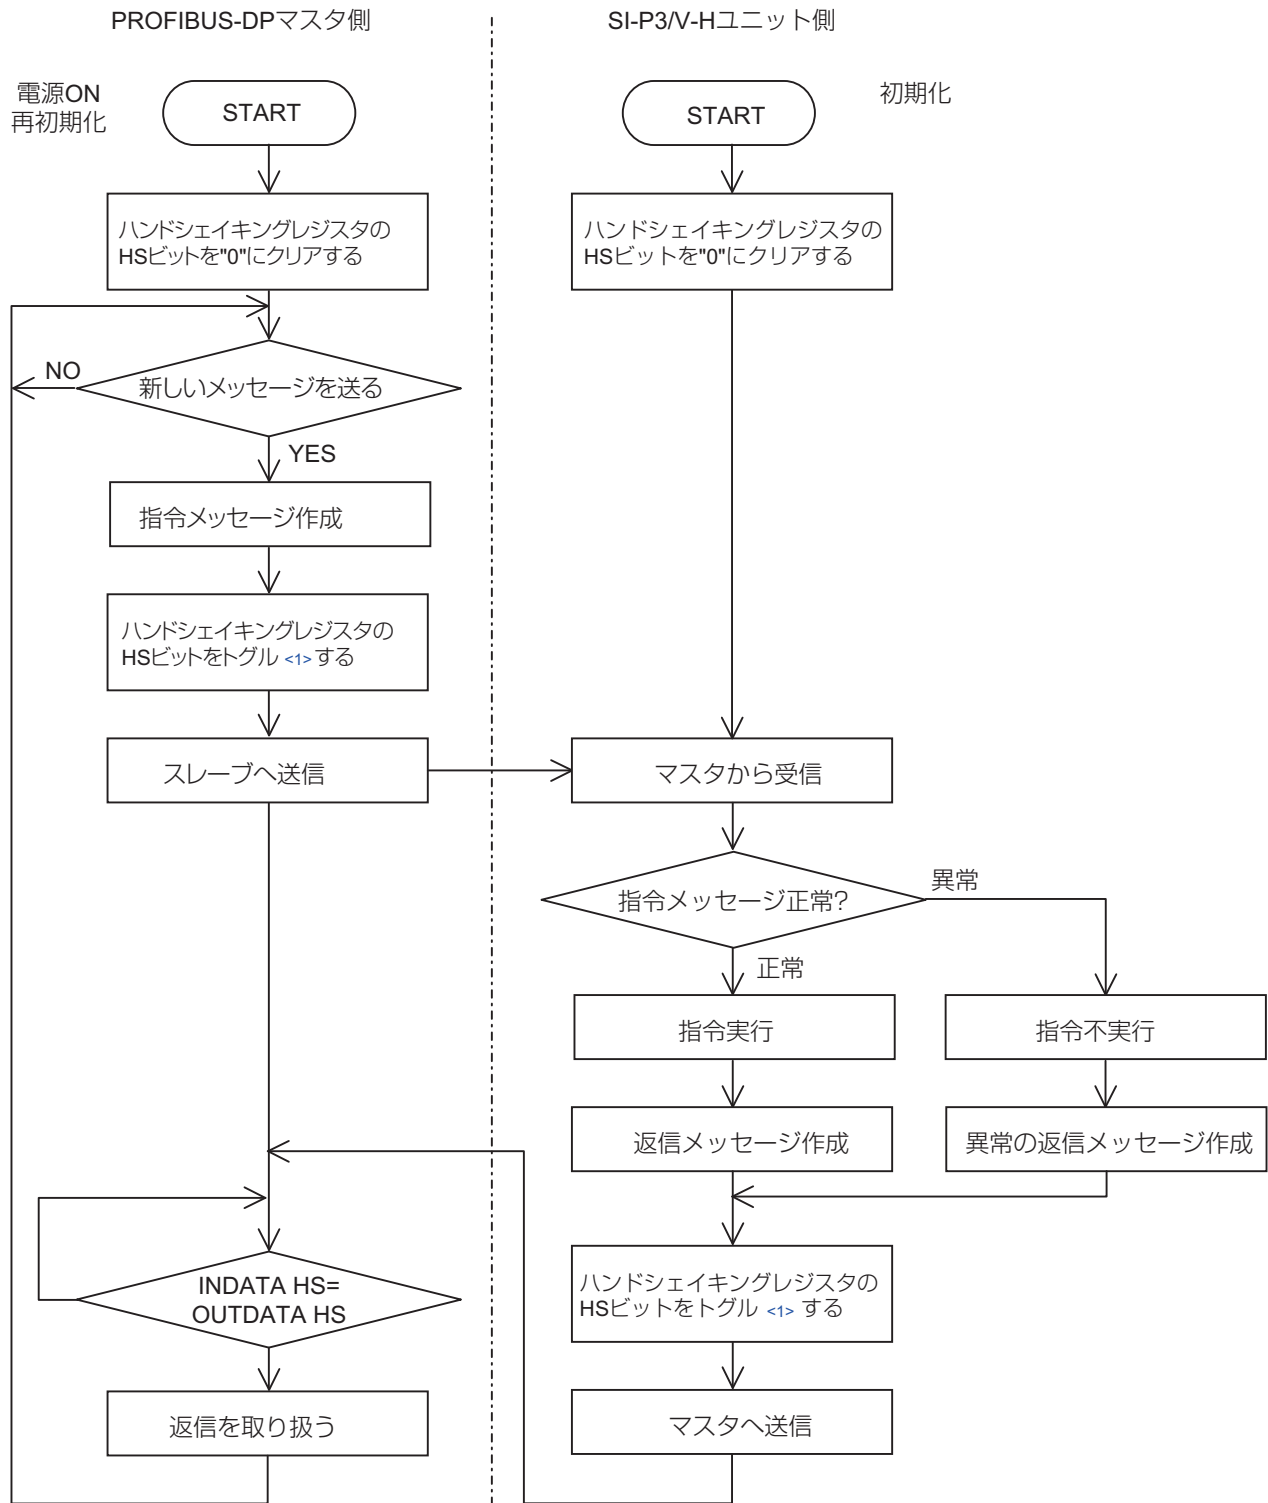 PROFIBUS-DPマスタ側
SI-P3/V-Hユニット側
電源ON
再初期化
START
START
初期化
ハンドシェイキングレジスタの
HSビットを"0"にクリアする
ハンドシェイキングレジスタの
HSビットを"0"にクリアする
NO
新しいメッセージを送る
YES
指令メッセージ作成
ハンドシェイキングレジスタの
HSビットをトグル <1> する
スレーブへ送信
マスタから受信
指令メッセージ正常?
異常
正常
指令実行
指令不実行
返信メッセージ作成
異常の返信メッセージ作成
INDATA HS=
OUTDATA HS
ハンドシェイキングレジスタの
HSビットをトグル <1> する
返信を取り扱う
マスタへ送信